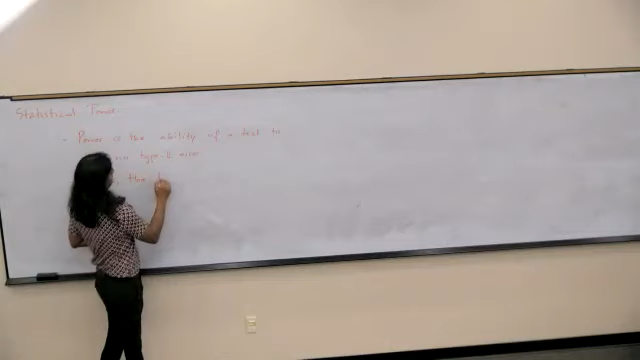 Statistical Power
- Power is the ability of a test to
type II error
the